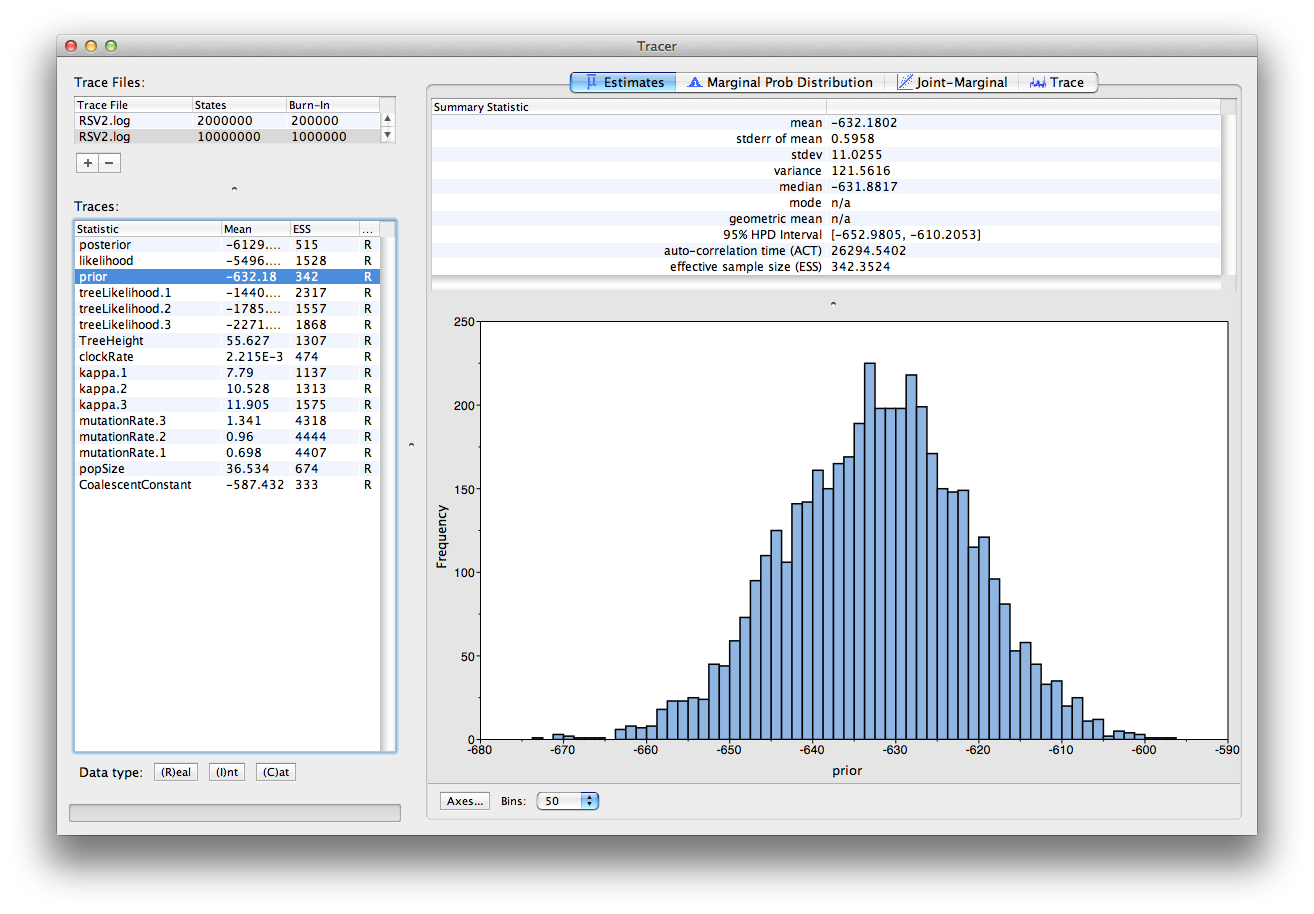 Tracer
Trace Files:
Trace File States Burn-In
RSV2.log 2000000 200000
RSV2.log 10000000 1000000
+ −
Traces:
Statistic Mean ESS ...
posterior -6129.... 515 R
likelihood -5496.... 1528 R
prior -632.18 342 R
treeLikelihood.1 -1440.... 2317 R
treeLikelihood.2 -1785.... 1557 R
treeLikelihood.3 -2271.... 1868 R
TreeHeight 55.627 1307 R
clockRate 2.215E-3 474 R
kappa.1 7.79 1137 R
kappa.2 10.528 1313 R
kappa.3 11.905 1575 R
mutationRate.3 1.341 4318 R
mutationRate.2 0.96 4444 R
mutationRate.1 0.698 4407 R
popSize 36.534 674 R
CoalescentConstant -587.432 333 R
Data type: (R)eal (I)nt (C)at
Estimates Marginal Prob Distribution Joint-Marginal Trace
Summary Statistic
mean -632.1802
stderr of mean 0.5958
stdev 11.0255
variance 121.5616
median -631.8817
mode n/a
geometric mean n/a
95% HPD Interval [-652.9805, -610.2053]
auto-correlation time (ACT) 26294.5402
effective sample size (ESS) 342.3524
250
200
150
100
50
0
Frequency
-680 -670 -660 -650 -640 -630 -620 -610 -600 -590
prior
Axes... Bins: 50